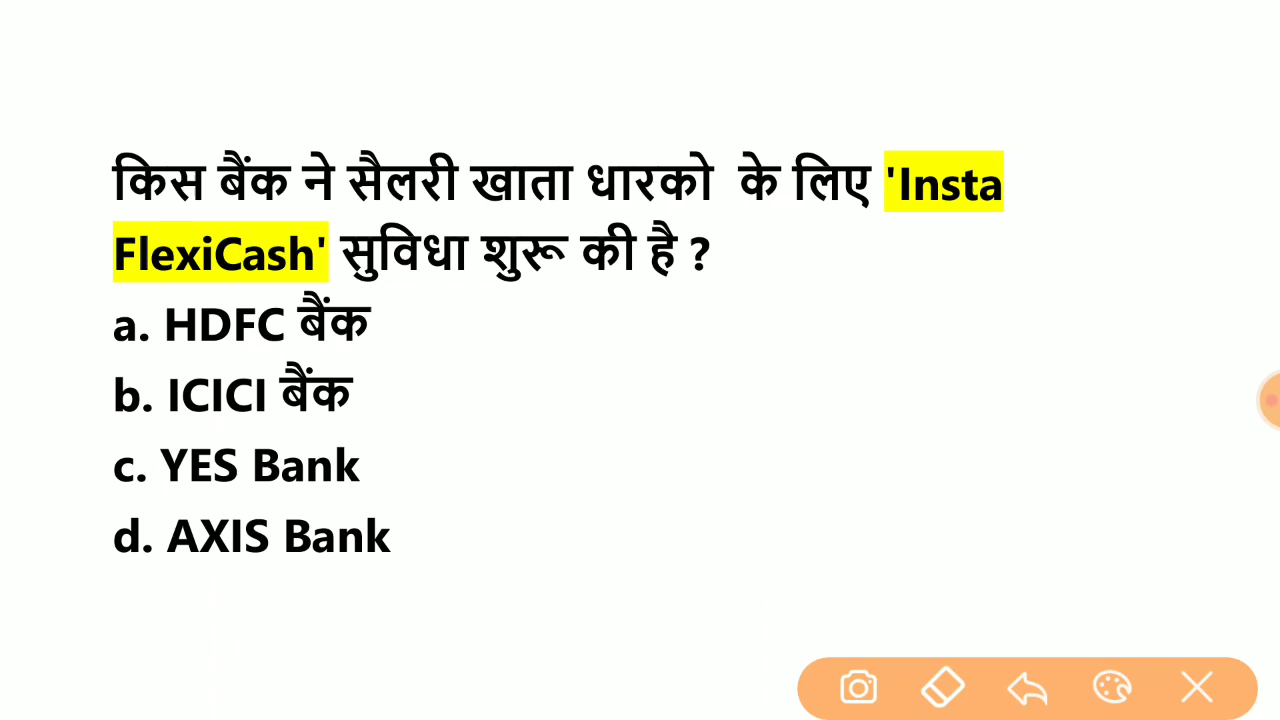 किस बैंक ने सैलरी खाता धारको के लिए 'Insta
FlexiCash' सुविधा शुरू की है ?
a. HDFC बैंक
b. ICICI बैंक
c. YES Bank
d. AXIS Bank